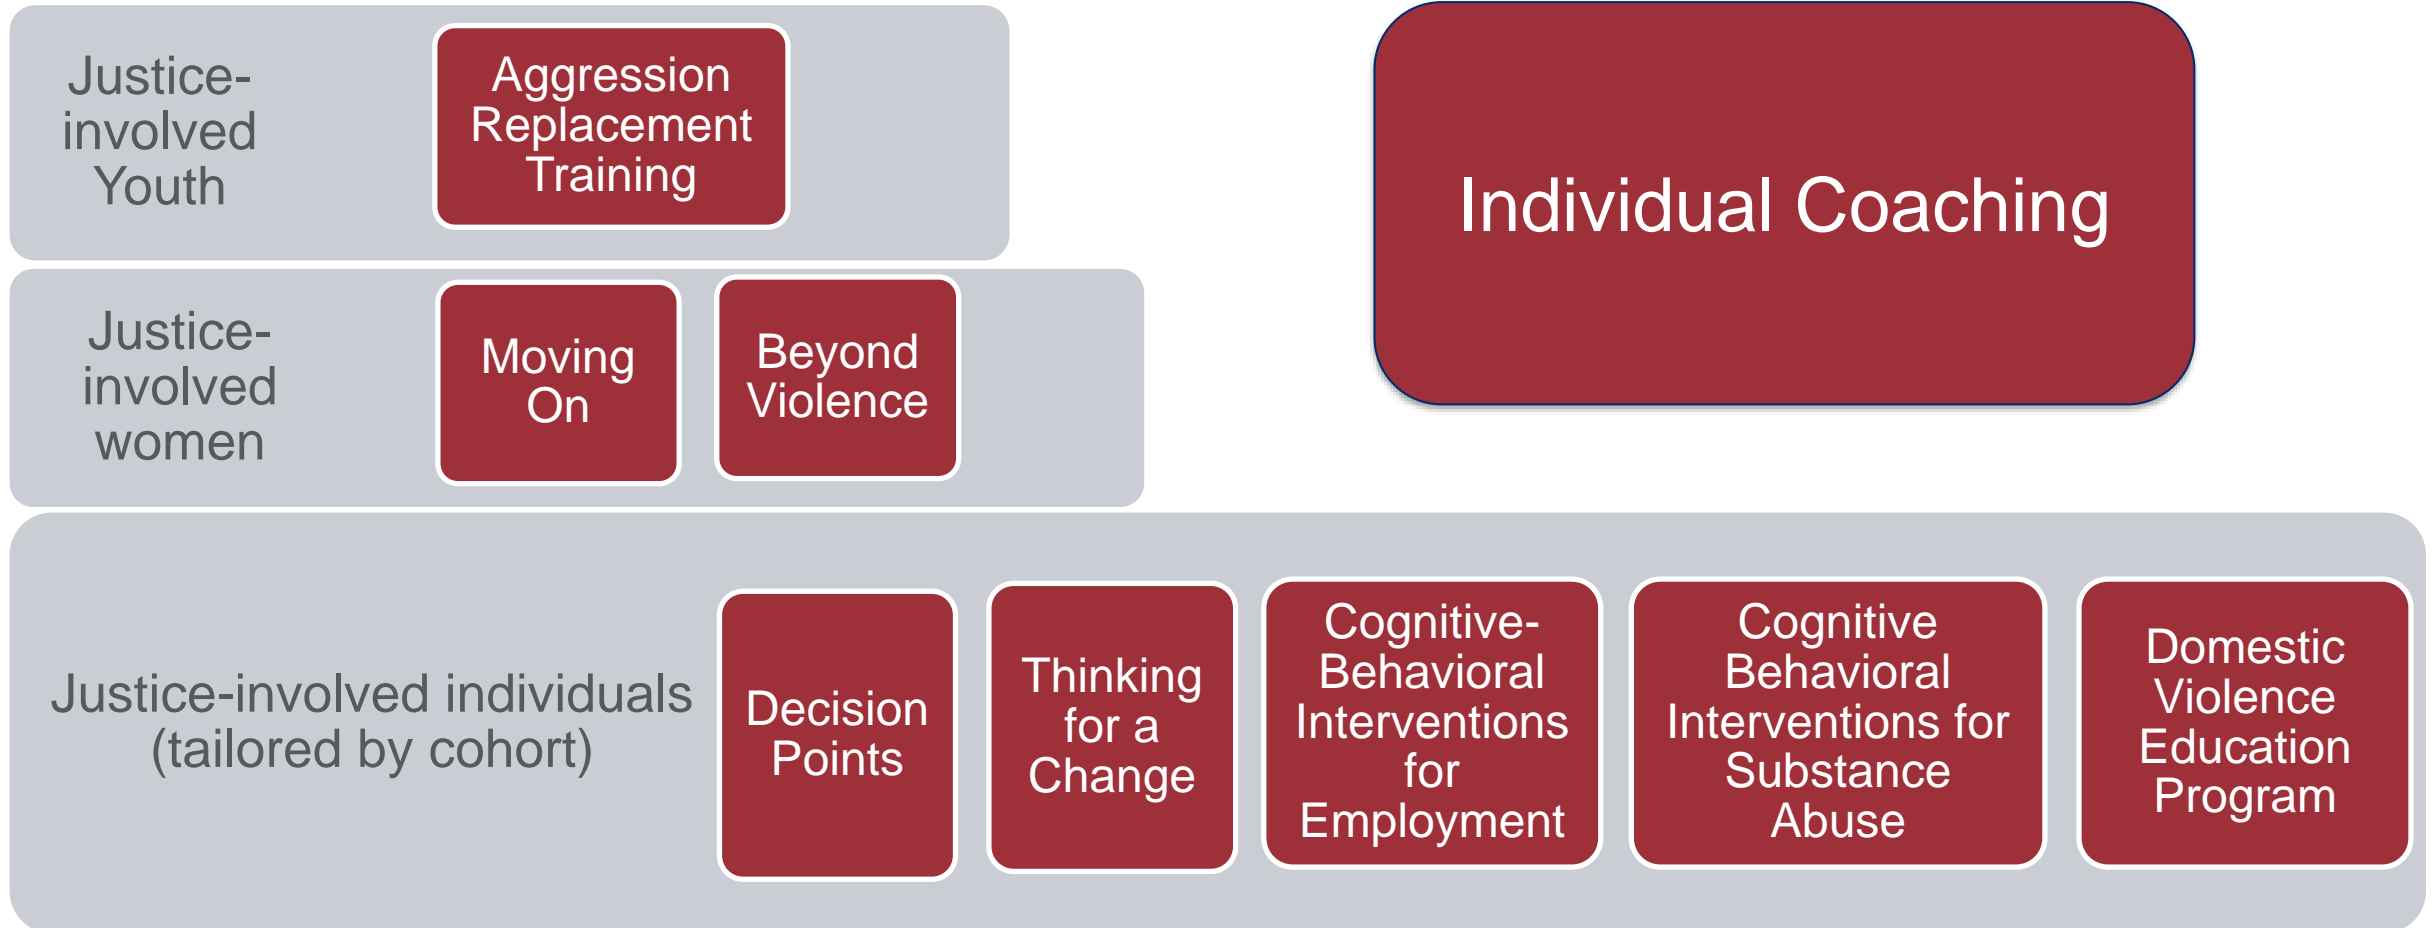 Justice-
involved
Youth
Aggression
Replacement
Training
Individual Coaching
Justice-
involved
women
Moving
On
Beyond
Violence
Justice-involved individuals
(tailored by cohort)
Decision
Points
Thinking
for a
Change
Cognitive-
Behavioral
Interventions
for
Employment
Cognitive
Behavioral
Interventions for
Substance
Abuse
Domestic
Violence
Education
Program